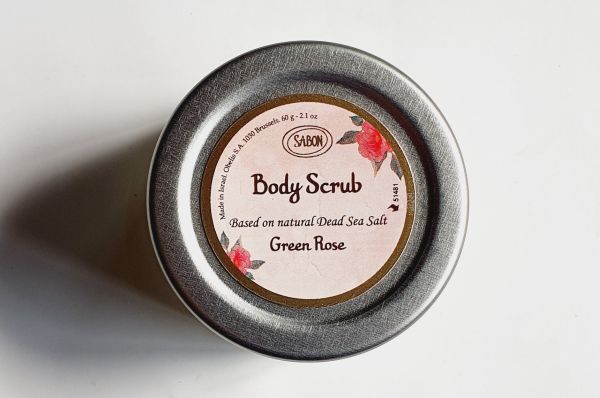 Made in Israel. Obelis S.A. 1030 Brussels. 60 g - 2.1 oz
SABON
Body Scrub
Based on natural Dead Sea Salt
Green Rose
51481